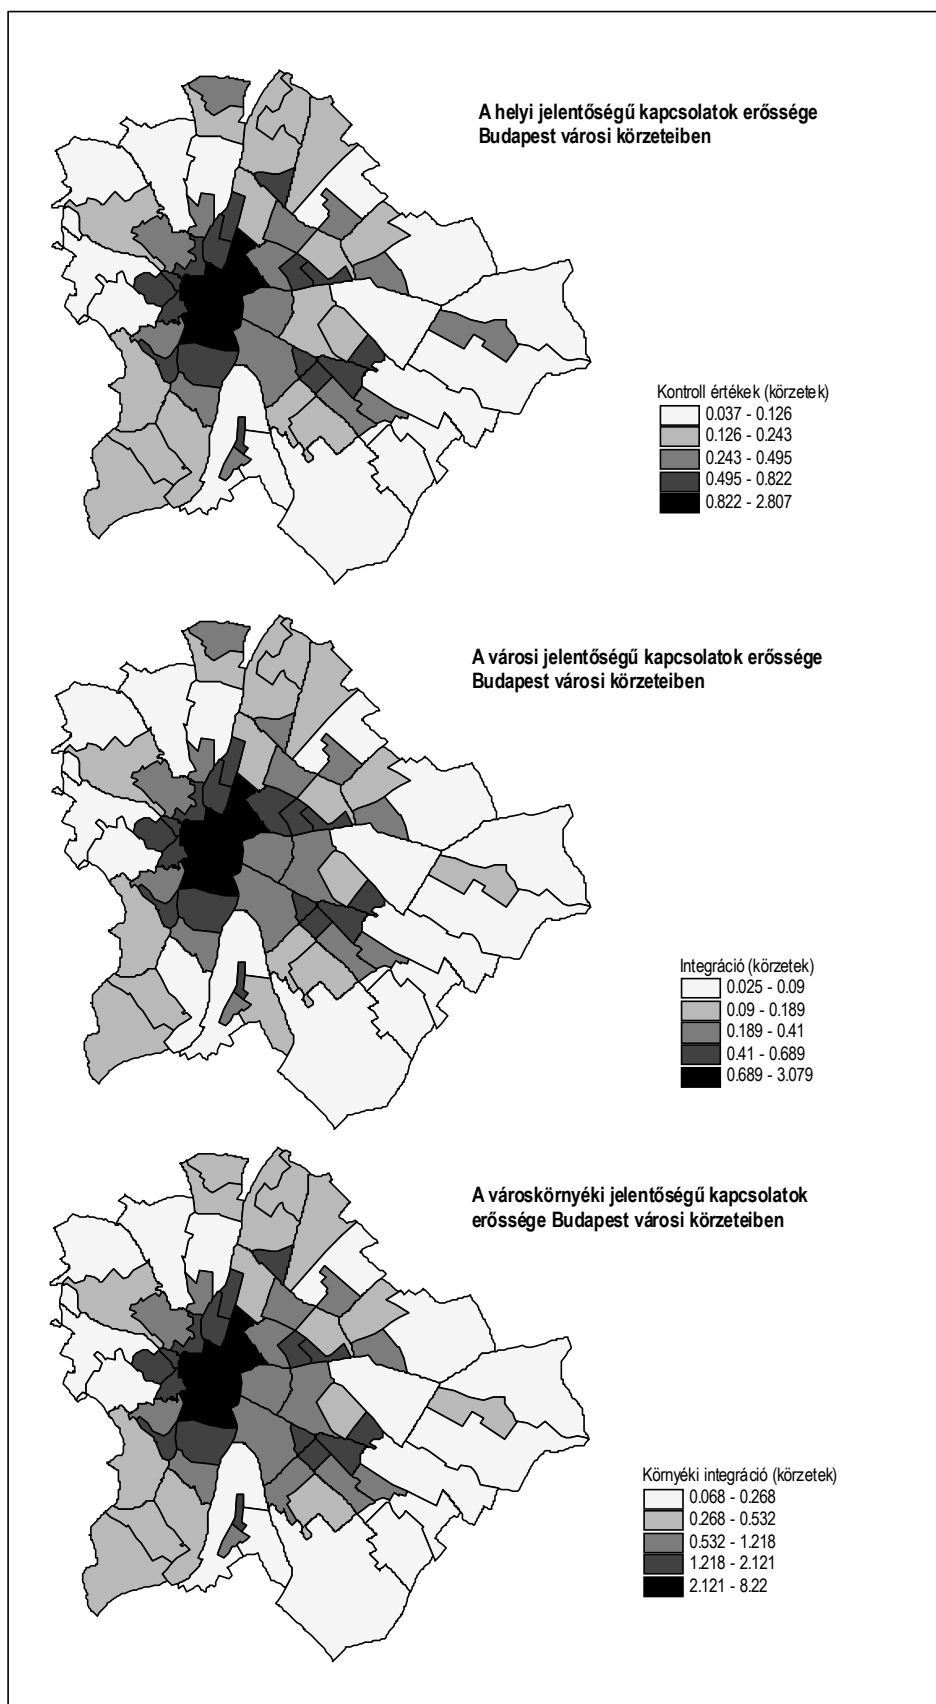 A helyi jelentőségű kapcsolatok erőssége
Budapest városi körzeteiben
Kontroll értékek (körzetek)
0.037 - 0.126
0.126 - 0.243
0.243 - 0.495
0.495 - 0.822
0.822 - 2.807
A városi jelentőségű kapcsolatok erőssége
Budapest városi körzeteiben
Integráció (körzetek)
0.025 - 0.09
0.09 - 0.189
0.189 - 0.41
0.41 - 0.689
0.689 - 3.079
A városkörnyéki jelentőségű kapcsolatok
erőssége Budapest városi körzeteiben
Környéki integráció (körzetek)
0.068 - 0.268
0.268 - 0.532
0.532 - 1.218
1.218 - 2.121
2.121 - 8.22